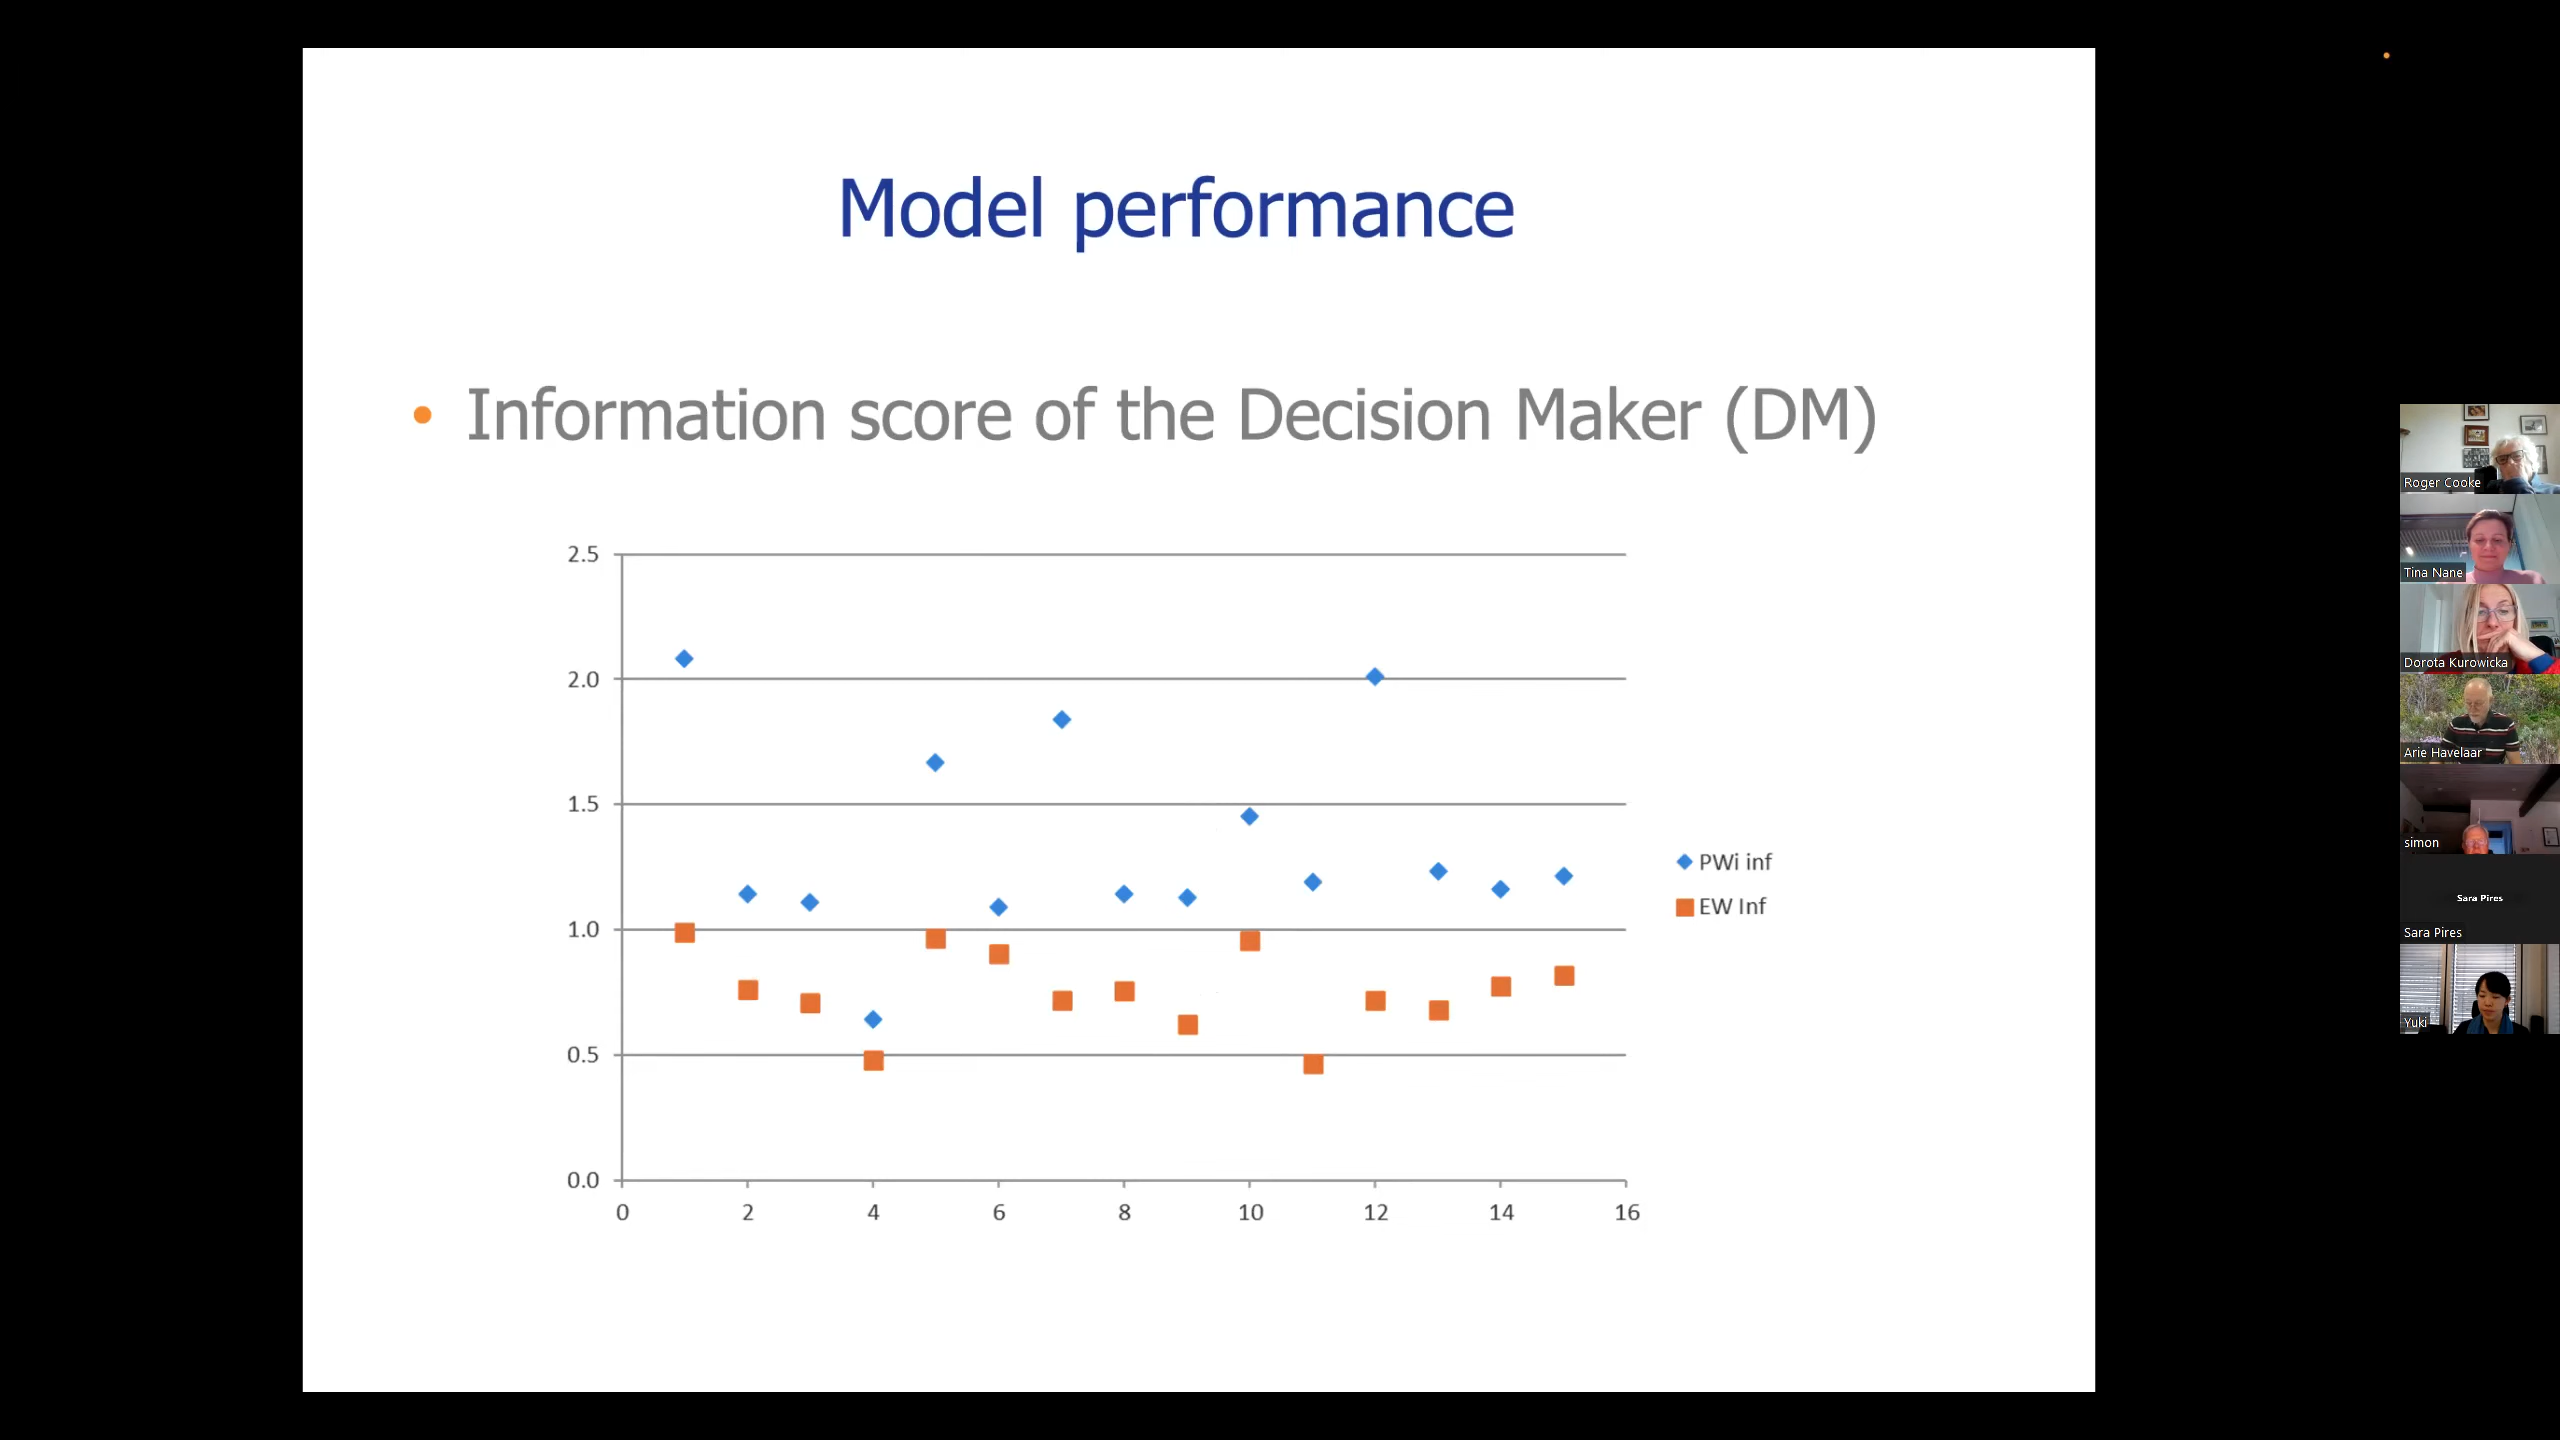 Model performance
• Information score of the Decision Maker (DM)
2.5
2.0
1.5
1.0
0.5
0.0
0 2 4 6 8 10 12 14 16
PWi inf
EW Inf
Roger Cooke
Tina Nane
Dorota Kurowicka
Arie Havelaar
simon
Sara Pires
Sara Pires
Yuki